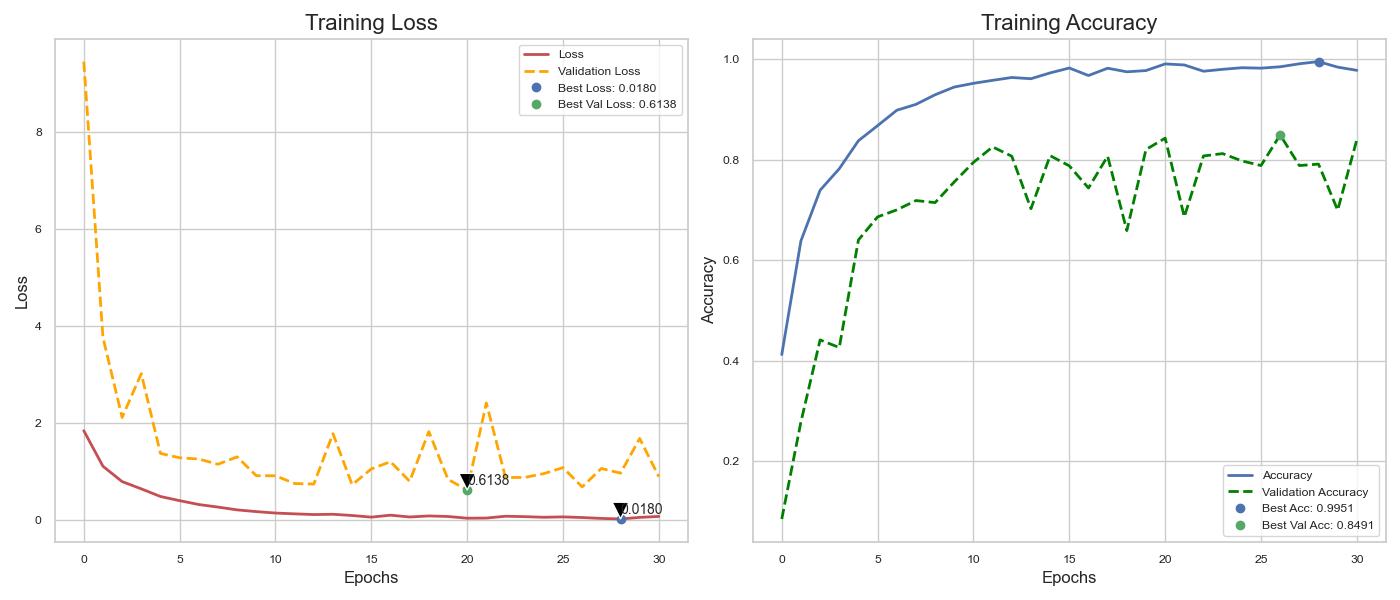 Training Loss
Loss
Validation Loss
Best Loss: 0.0180
Best Val Loss: 0.6138
8
6
4
2
0
Loss
0.6138
0.0180
0 5 10 15 20 25 30
Epochs
Training Accuracy
1.0
0.8
0.6
0.4
0.2
Accuracy
Accuracy
Validation Accuracy
Best Acc: 0.9951
Best Val Acc: 0.8491
0 5 10 15 20 25 30
Epochs